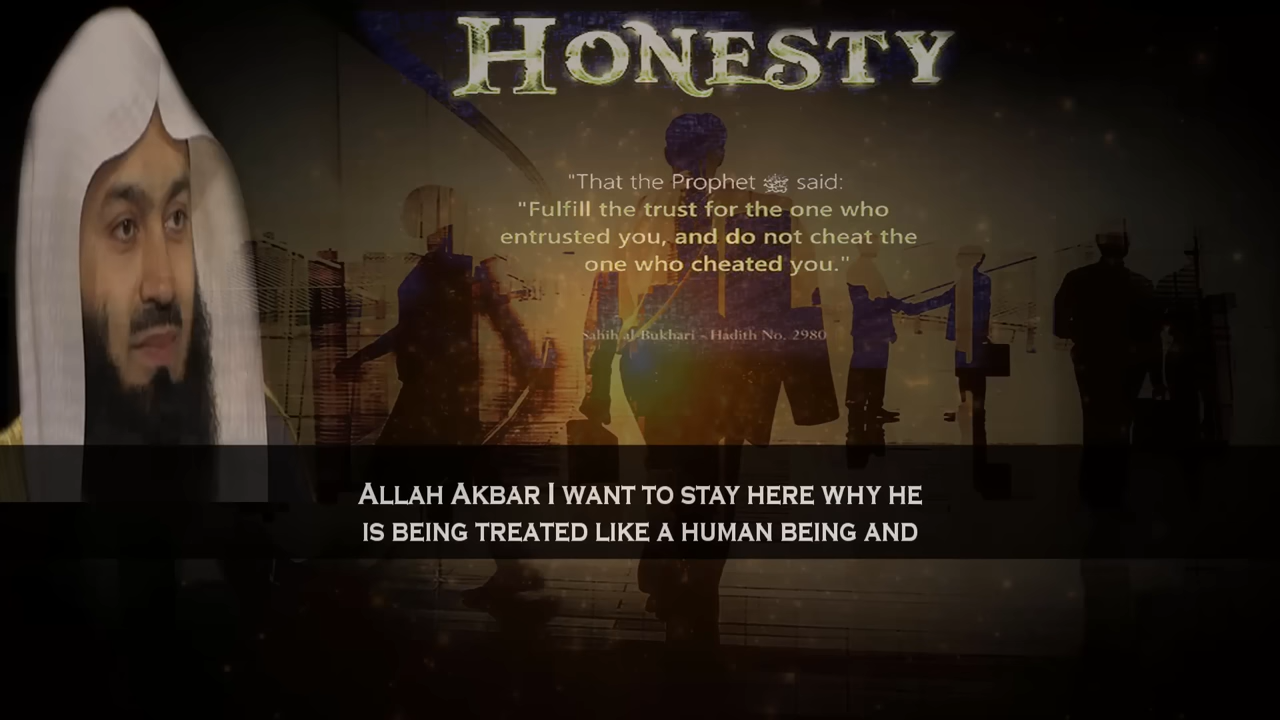 HONESTY
"That the Prophet ﷺ said:
"Fulfill the trust for the one who
entrusted you, and do not cheat the
one who cheated you."
Sahih al-Bukhari - Hadith No. 2980
ALLAH AKBAR I WANT TO STAY HERE WHY HE
IS BEING TREATED LIKE A HUMAN BEING AND